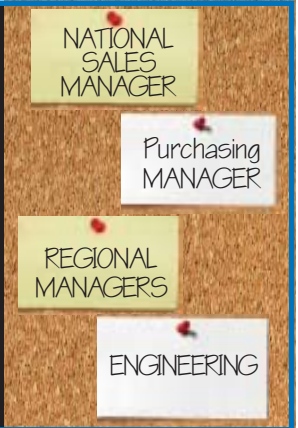 NATIONAL
SALES
MANAGER
Purchasing
MANAGER
REGIONAL
MANAGERS
ENGINEERING